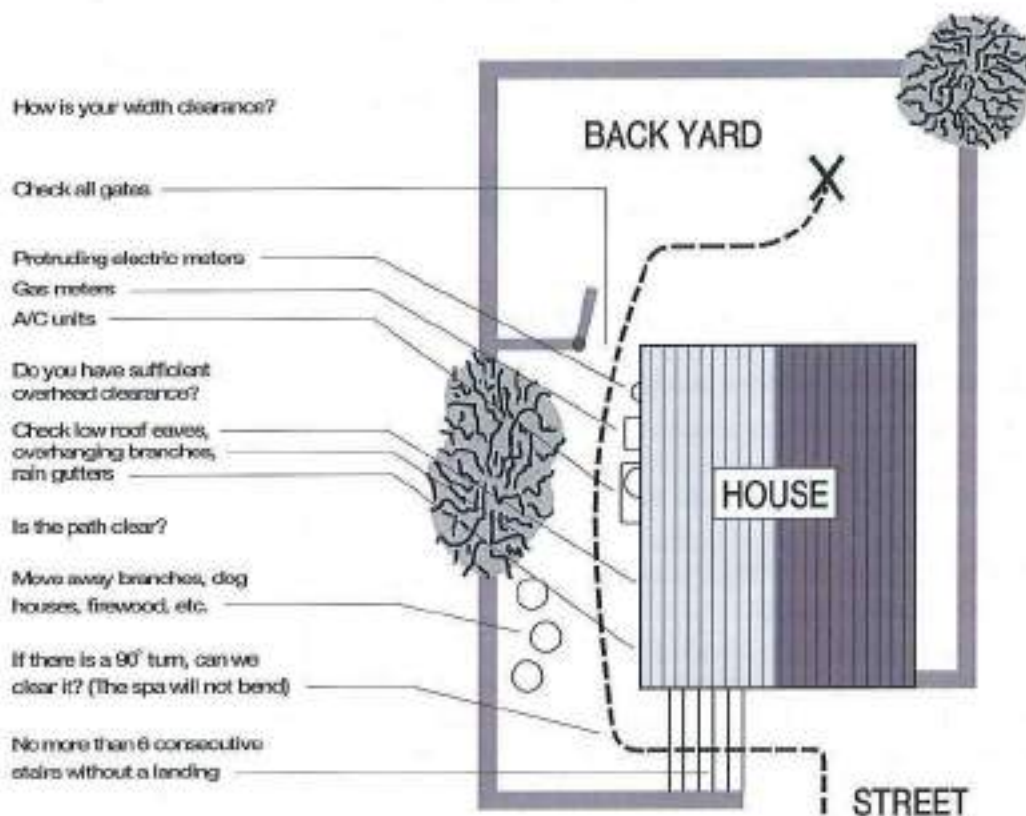 How is your width clearance?
BACK YARD
X
Check all gates
Protruding electric meters
Gas meters
A/C units
Do you have sufficient
overhead clearance?
Check low roof eaves,
overhanging branches,
rain gutters
HOUSE
Is the path clear?
Move away branches, dog
houses, firewood, etc.
If there is a 90° turn, can we
clear it? (The spa will not bend)
No more than 6 consecutive
stairs without a landing
STREET